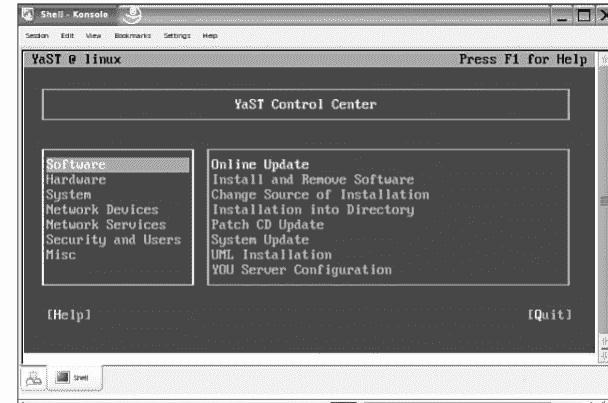 Shell - Konsole
Session Edit View Bookmarks Settings Help
YaST @ linux Press F1 for Help
YaST Control Center
Software
Hardware
System
Network Devices
Network Services
Security and Users
Misc
Online Update
Install and Remove Software
Change Source of Installation
Installation into Directory
Patch CD Update
System Update
UML Installation
YOU Server Configuration
[Help] [Quit]
Shell